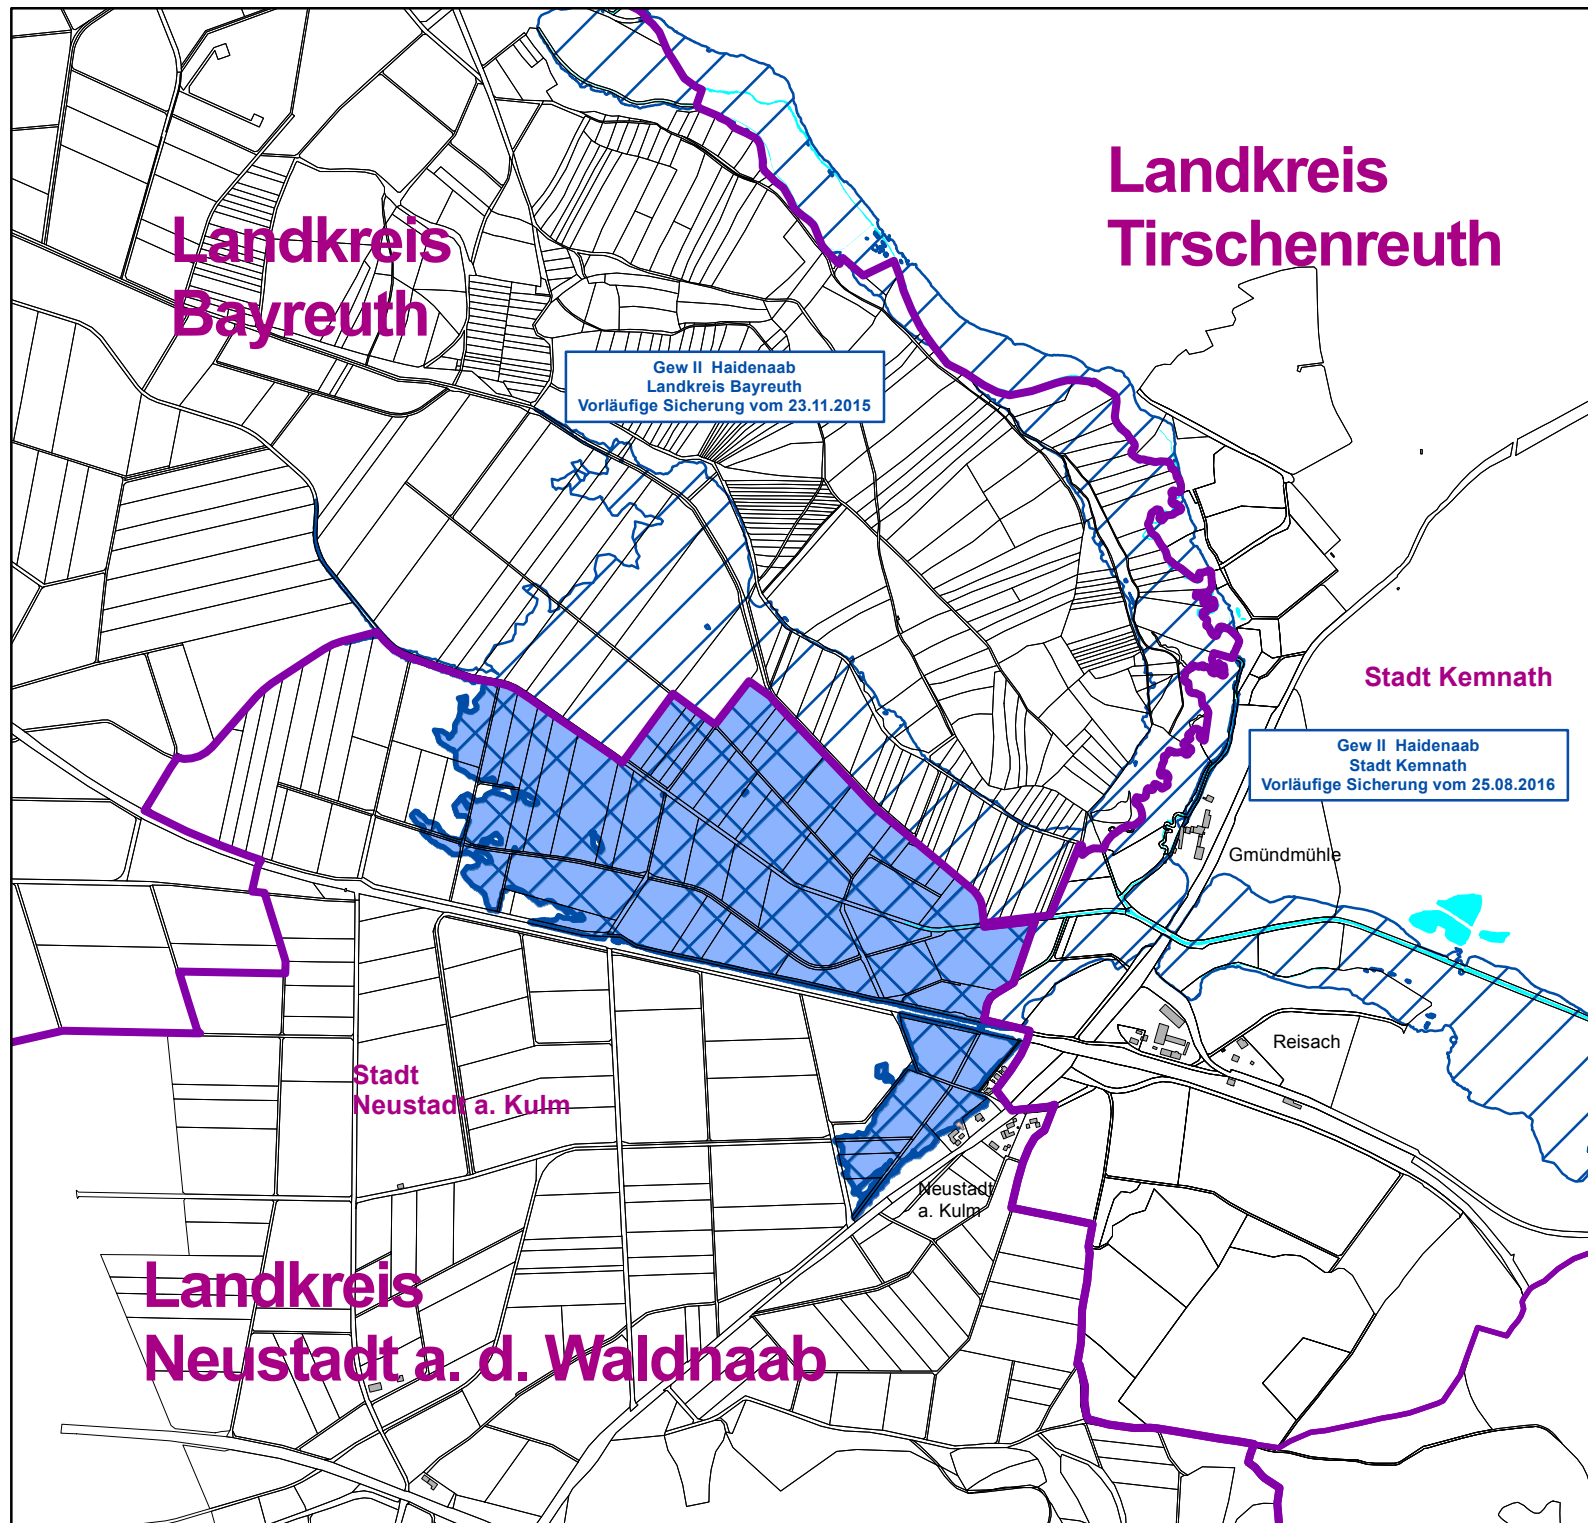 Landkreis
Tirschenreuth
Landkreis
Bayreuth
Gew II Haidenaab
Landkreis Bayreuth
Vorläufige Sicherung vom 23.11.2015
Stadt Kemnath
Gew II Haidenaab
Stadt Kemnath
Vorläufige Sicherung vom 25.08.2016
Gmündmühle
Reisach
Stadt
Neustadt a. Kulm
Neustadt
a. Kulm
Landkreis
Neustadt a. d. Waldnaab